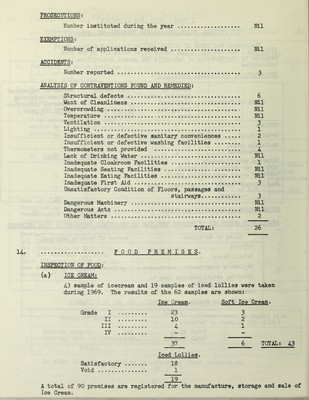 PROSECUTIONS:
Number instituted during the year .................... Nil
EXEMPTIONS:
Number of applications received ...................... Nil
ACCIDENTS:
Number reported ...................................... 3
ANALYSIS OF CONTRAVENTIONS FOUND AND REMEDIED:
Structural defects ................................... 6
Want of Cleanliness .................................. Nil
Overcrowding ......................................... Nil
Temperature .......................................... Nil
Ventilation .......................................... 3
Lighting ............................................. 1
Insufficient or defective sanitary conveniences ..... 2
Insufficient or defective washing facilities ........ 1
Thermometers not provided ............................ 4
Lack of Drinking Water ............................... Nil
Inadequate Cloakroom Facilities ...................... 1
Inadequate Seating Facilities ........................ Nil
Inadequate Eating Facilities ......................... Nil
Inadequate First Aid ................................. 3
Unsatisfactory Condition of Floors, passages and
stairways............ 3
Dangerous Machinery .................................. Nil
Dangerous Arts ....................................... Nil
Other Matters ........................................ 2
TOTAL: 26
14. .................... FOOD PREMISES.
INSPECTION OF FOOD:
(a) ICE CREAM:
43 sample of icecream and 19 samples of iced lollies were taken
during 1969. The results of the 62 samples are shown:
Ice Cream. Soft Ice Cream.
Grade I ......... 23 3
II ......... 10 2
III ......... 4 1
IV ......... - -
37 6 TOTAL: 43
Iced Lollies.
Satisfactory ....... 18
Void ............... 1
19
A total of 90 premises are registered for the manufacture, storage and sale of
Ice Cream.